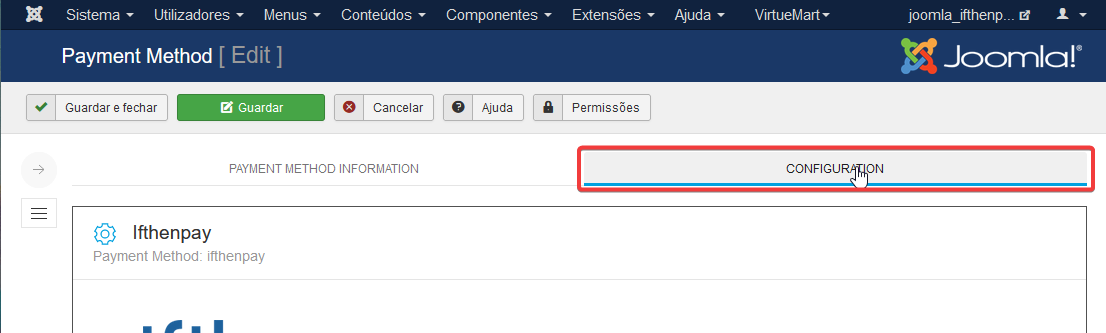 Sistema Utilizadores Menus Conteúdos Componentes Extensões Ajuda VirtueMart joomla_ifthenp...
Payment Method [ Edit ] Joomla!®
Guardar e fechar Guardar Cancelar Ajuda Permissões
PAYMENT METHOD INFORMATION CONFIGURATION
Ifthenpay
Payment Method: ifthenpay